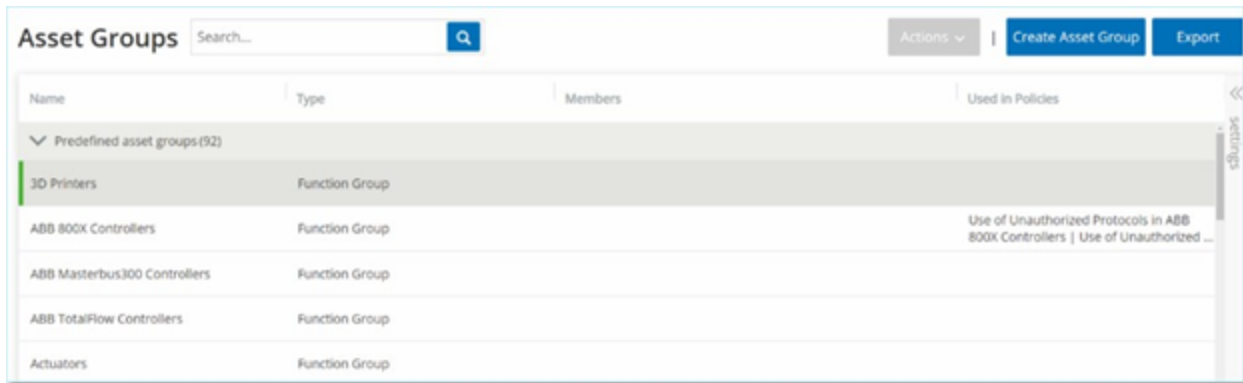 Asset Groups Search... Actions | Create Asset Group Export
Name Type Members Used in Policies
settings
Predefined asset groups (92)
3D Printers Function Group
ABB 800X Controllers Function Group Use of Unauthorized Protocols in ABB
800X Controllers | Use of Unauthorized ...
ABB Masterbus300 Controllers Function Group
ABB TotalFlow Controllers Function Group
Actuators Function Group